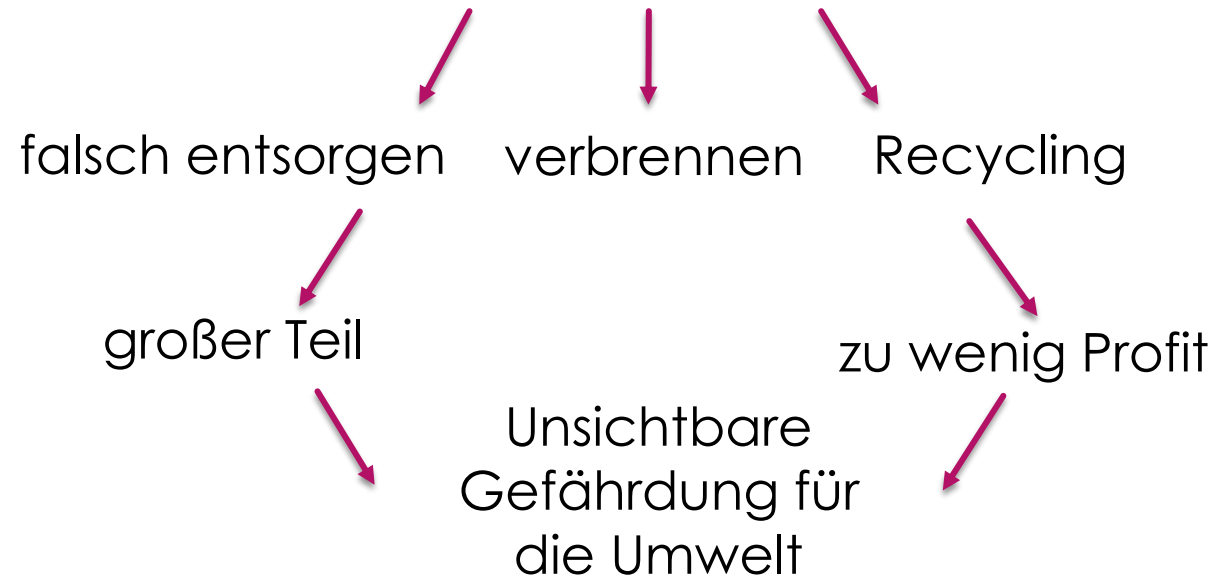 falsch entsorgen
verbrennen
Recycling
großer Teil
zu wenig Profit
Unsichtbare
Gefährdung für
die Umwelt